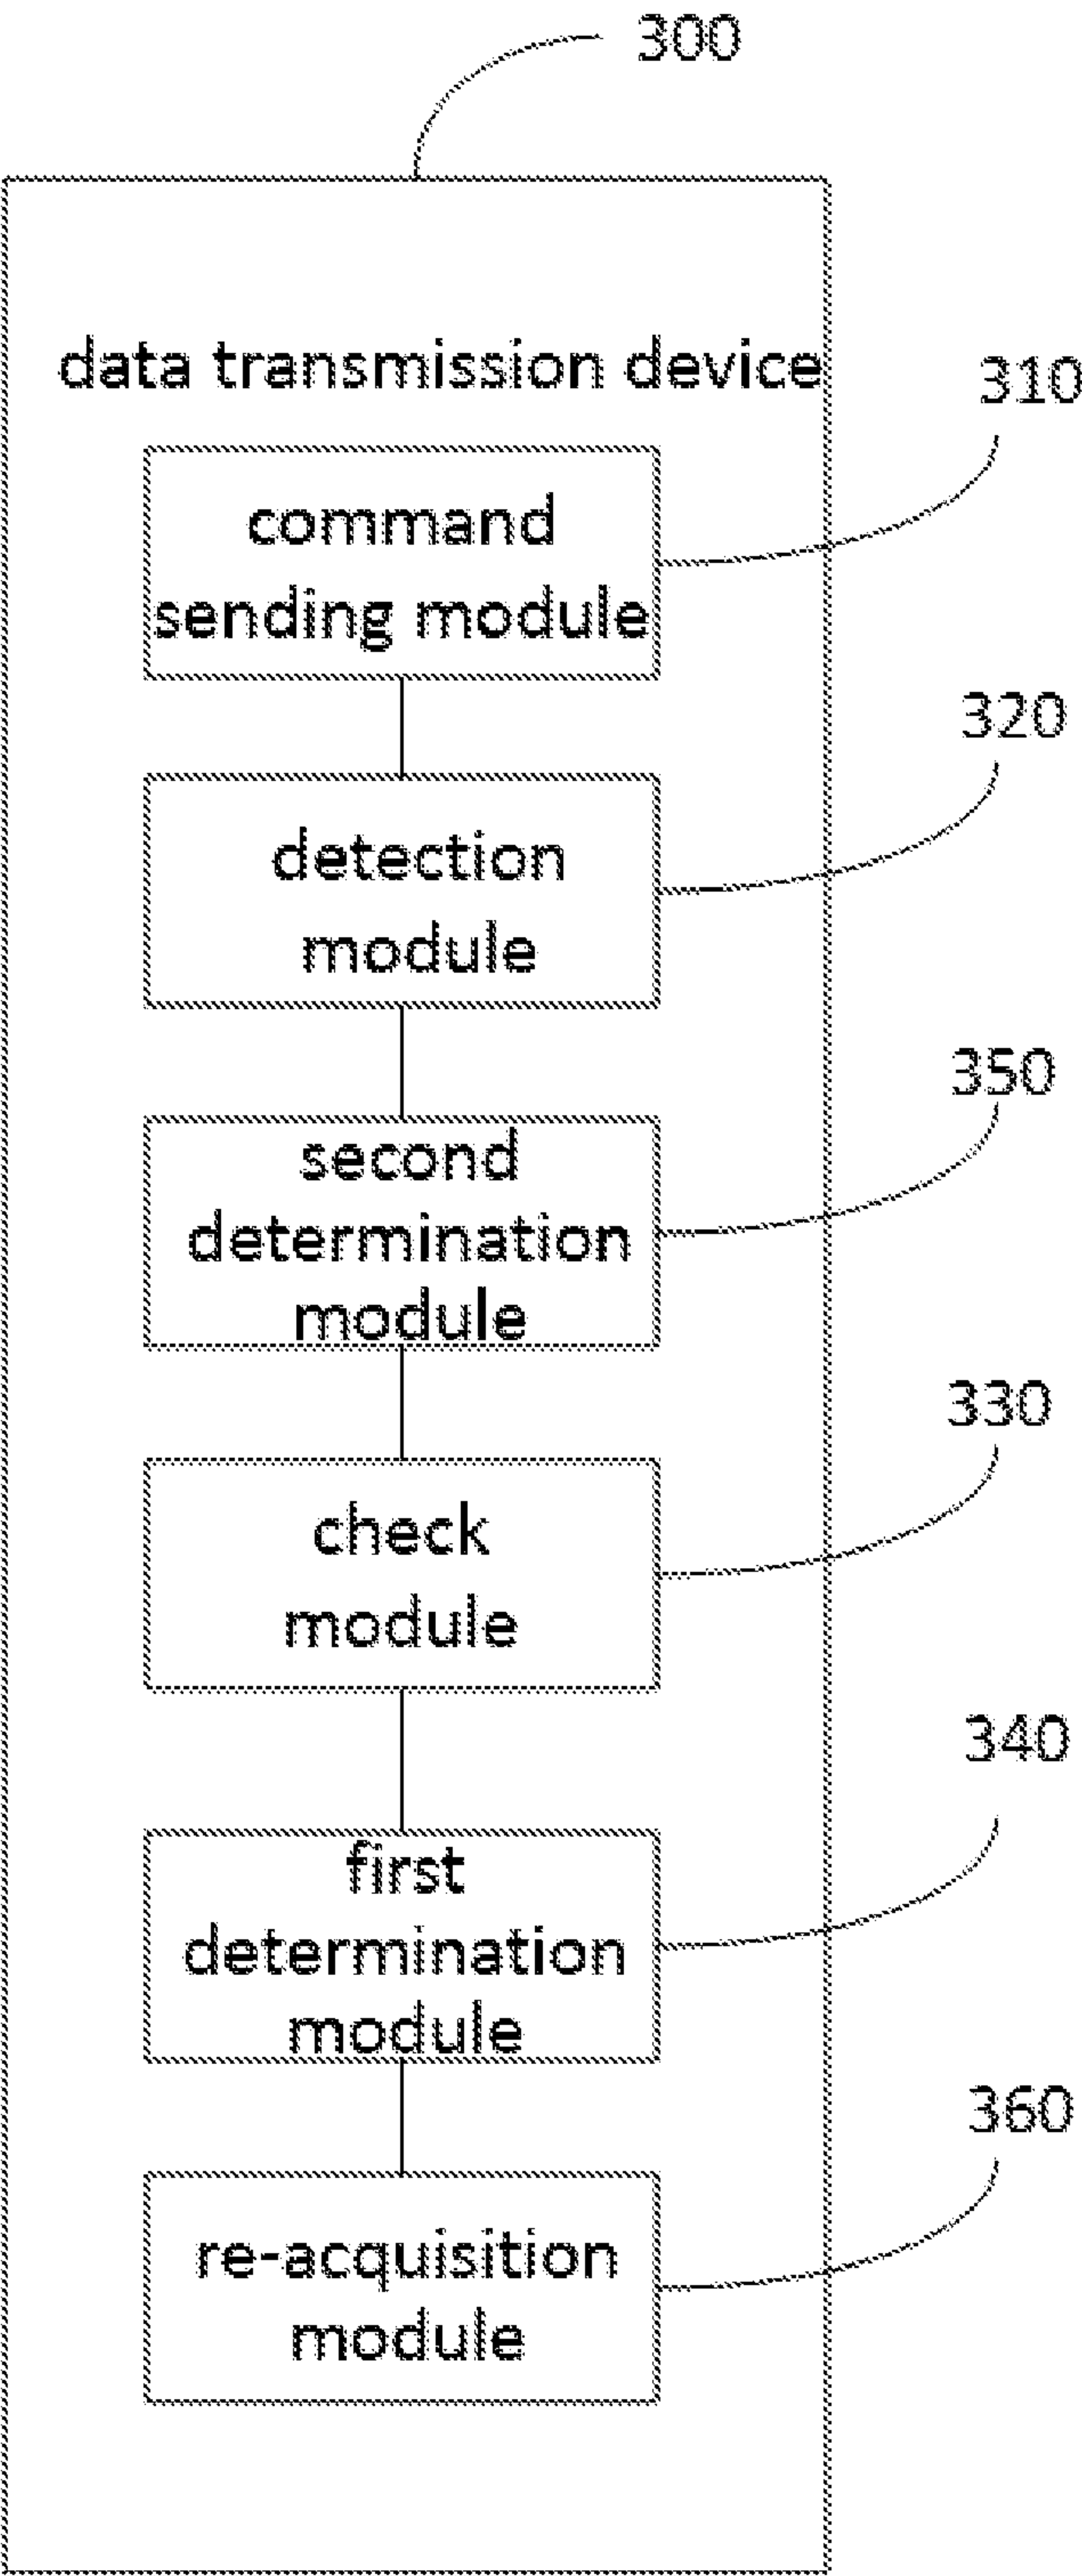 300
data transmission device
310
command
sending module
320
detection
module
350
second
determination
module
330
check
module
340
first
determination
module
360
re-acquisition
module